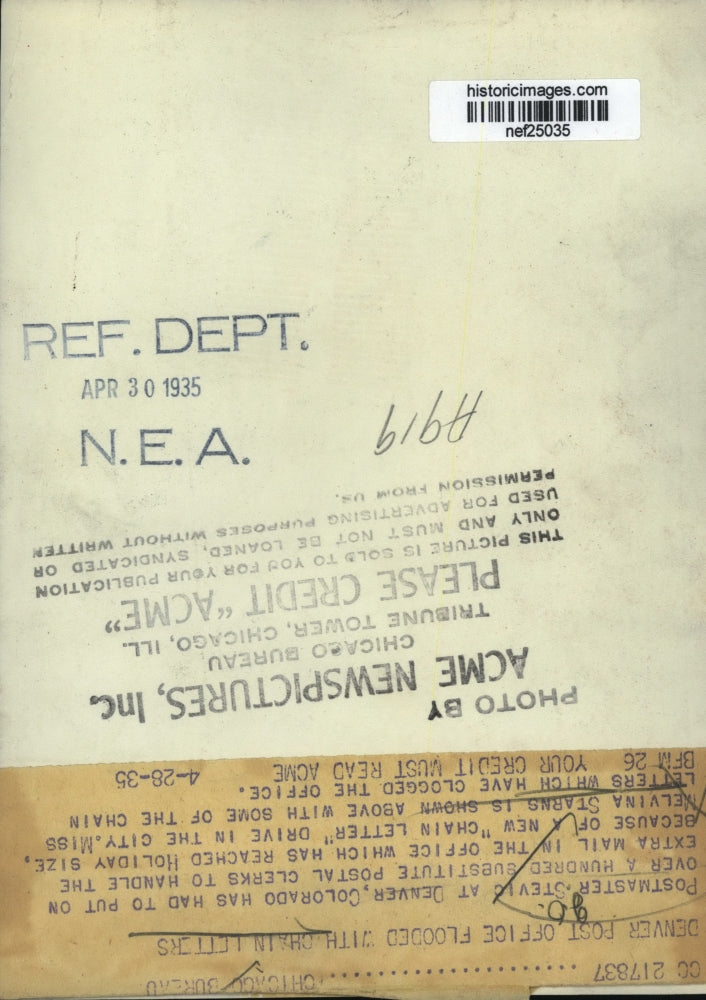 historicimages.com
nef25035
REF. DEPT.
APR 30 1935
N. E. A.
A919
PHOTO BY
ACME NEWSPICTURES, Inc.
CHICAGO BUREAU
TRIBUNE TOWER, CHICAGO, ILL.
PLEASE CREDIT "ACME"
THIS PICTURE IS SOLD TO YOU FOR YOUR PUBLICATION
ONLY AND MUST NOT BE LOANED, SYNDICATED OR
USED FOR ADVERTISING PURPOSES WITHOUT WRITTEN
PERMISSION FROM US.
CC 217837 .................. CHICAGO BUREAU
DENVER POST OFFICE FLOODED WITH CHAIN LETTERS
POSTMASTER STEVIC AT DENVER, COLORADO HAS HAD TO PUT ON
OVER A HUNDRED SUBSTITUTE POSTAL CLERKS TO HANDLE THE
EXTRA MAIL IN THE OFFICE WHICH HAS REACHED HOLIDAY SIZE,
BECAUSE OF A NEW "CHAIN LETTER" DRIVE IN THE CITY. MISS
MELVINA STARNS IS SHOWN ABOVE WITH SOME OF THE CHAIN
LETTERS WHICH HAVE CLOGGED THE OFFICE.
BFM 26 YOUR CREDIT MUST READ ACME 4-28-35